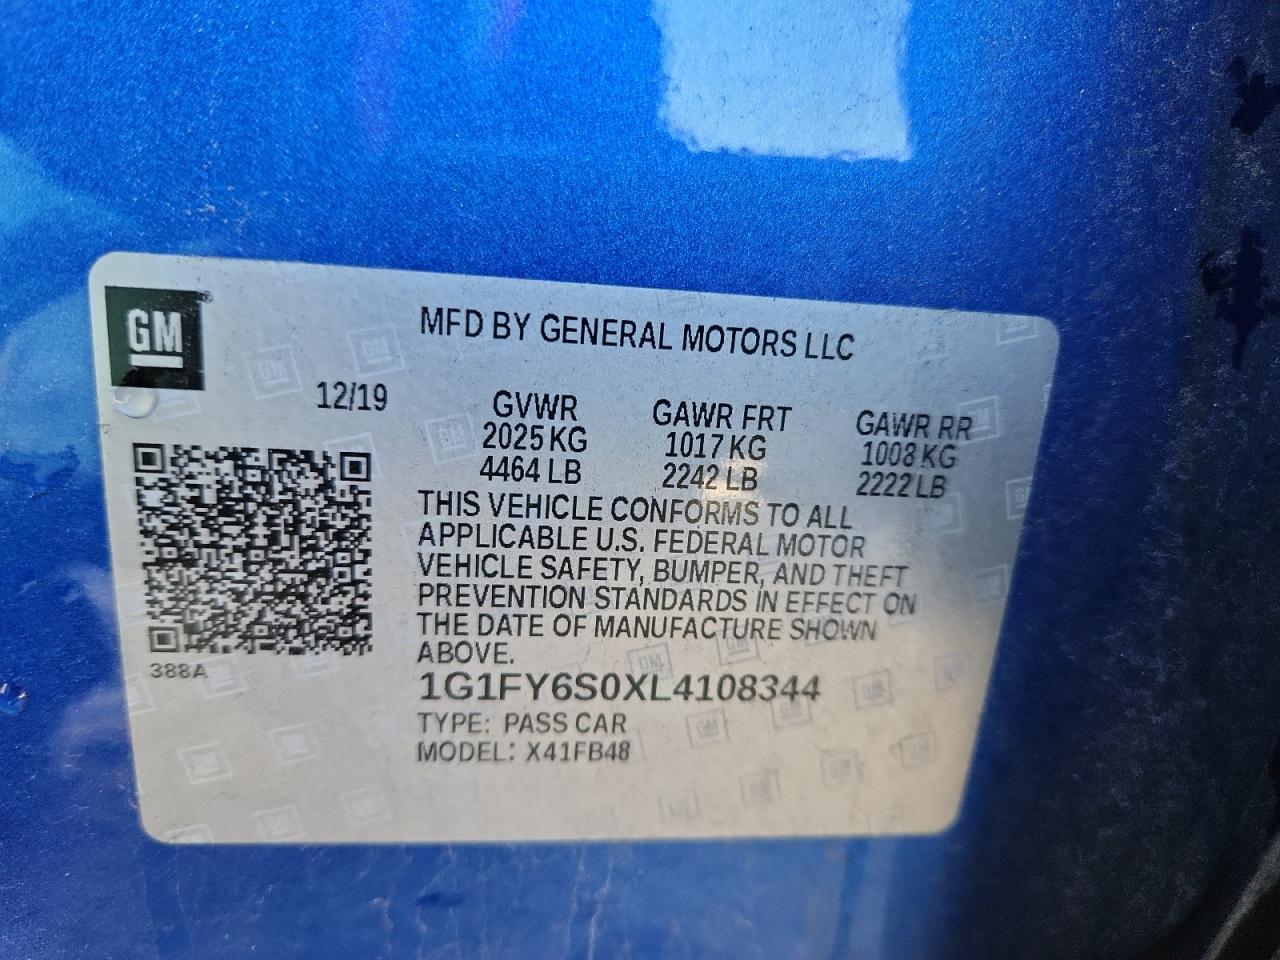 GM
MFD BY GENERAL MOTORS LLC
12/19
GVWR GAWR FRT GAWR RR
2025 KG 1017 KG 1008 KG
4464 LB 2242 LB 2222 LB
THIS VEHICLE CONFORMS TO ALL
APPLICABLE U.S. FEDERAL MOTOR
VEHICLE SAFETY, BUMPER, AND THEFT
PREVENTION STANDARDS IN EFFECT ON
THE DATE OF MANUFACTURE SHOWN
ABOVE.
388A
1G1FY6S0XL4108344
TYPE: PASS CAR
MODEL: X41FB48